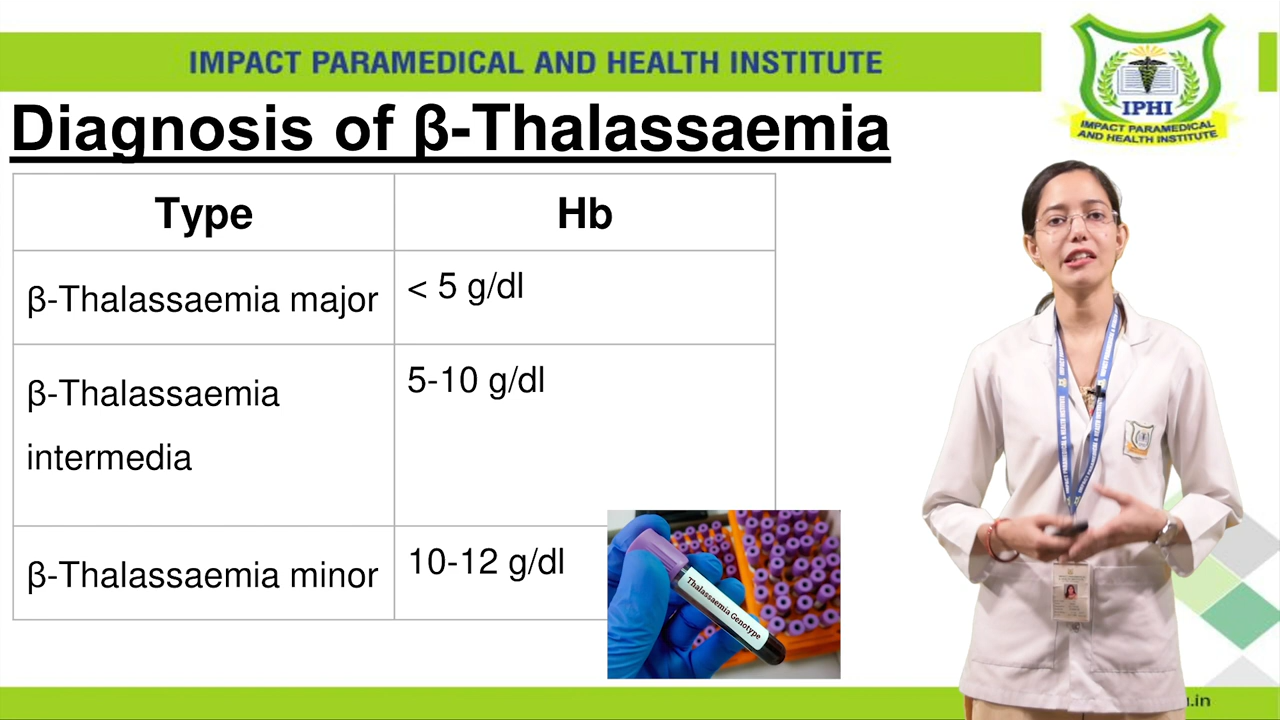 IMPACT PARAMEDICAL AND HEALTH INSTITUTE
IPHI
IMPACT PARAMEDICAL
AND HEALTH INSTITUTE
Diagnosis of β-Thalassaemia
Type Hb
β-Thalassaemia major < 5 g/dl
β-Thalassaemia 5-10 g/dl
intermedia
β-Thalassaemia minor 10-12 g/dl
Thalassaemia Genotype
.in